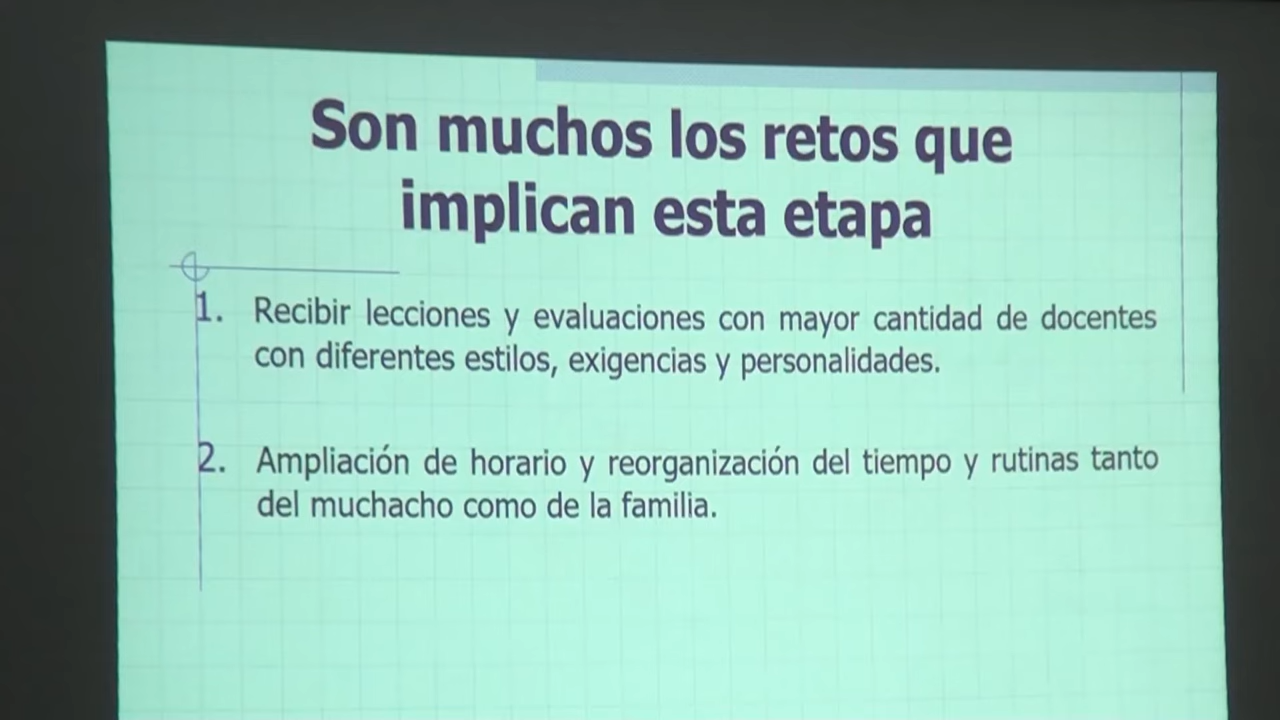 Son muchos los retos que
implican esta etapa
1. Recibir lecciones y evaluaciones con mayor cantidad de docentes
con diferentes estilos, exigencias y personalidades.
2. Ampliación de horario y reorganización del tiempo y rutinas tanto
del muchacho como de la familia.